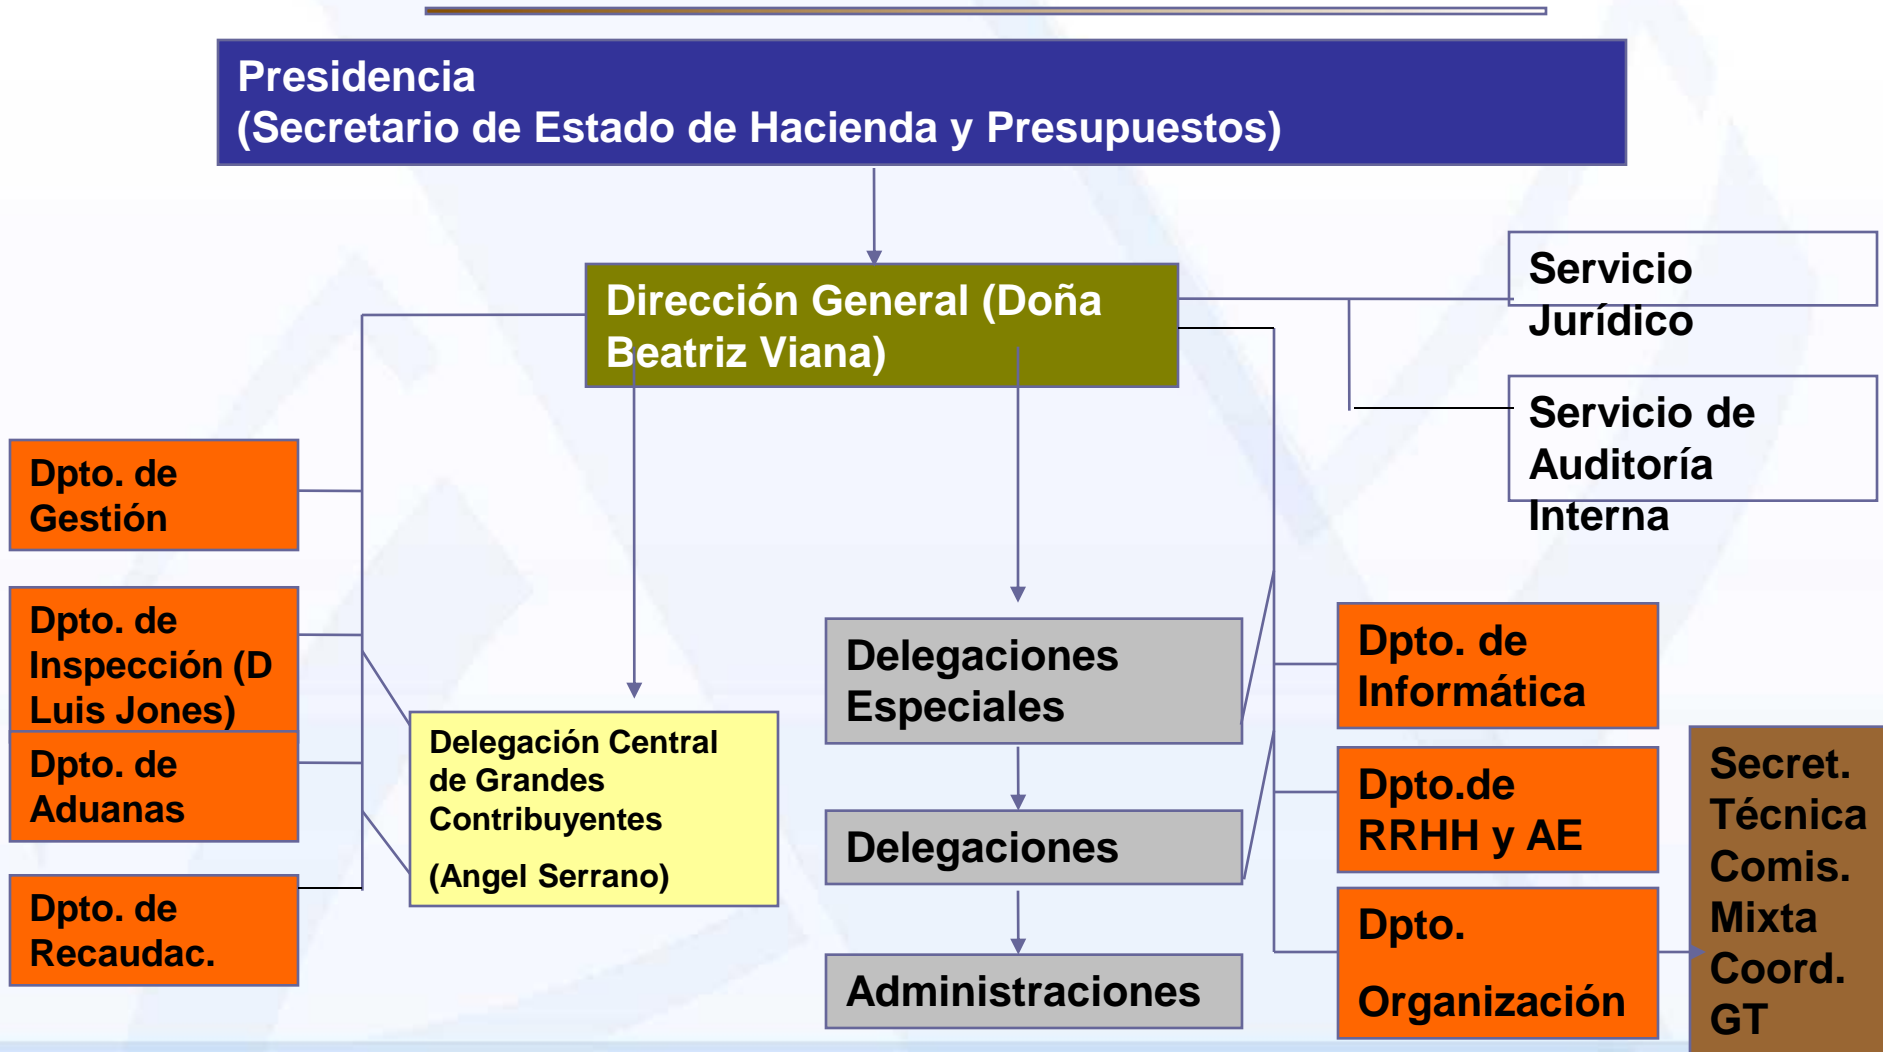 Presidencia
(Secretario de Estado de Hacienda y Presupuestos)
Dirección General (Doña
Beatriz Viana)
Servicio
Jurídico
Servicio de
Auditoría
Interna
Dpto. de
Gestión
Dpto. de
Inspección (D
Luis Jones)
Dpto. de
Aduanas
Dpto. de
Recaudac.
Delegación Central
de Grandes
Contribuyentes
(Angel Serrano)
Delegaciones
Especiales
Delegaciones
Administraciones
Dpto. de
Informática
Dpto.de
RRHH y AE
Dpto.
Organización
Secret.
Técnica
Comis.
Mixta
Coord.
GT